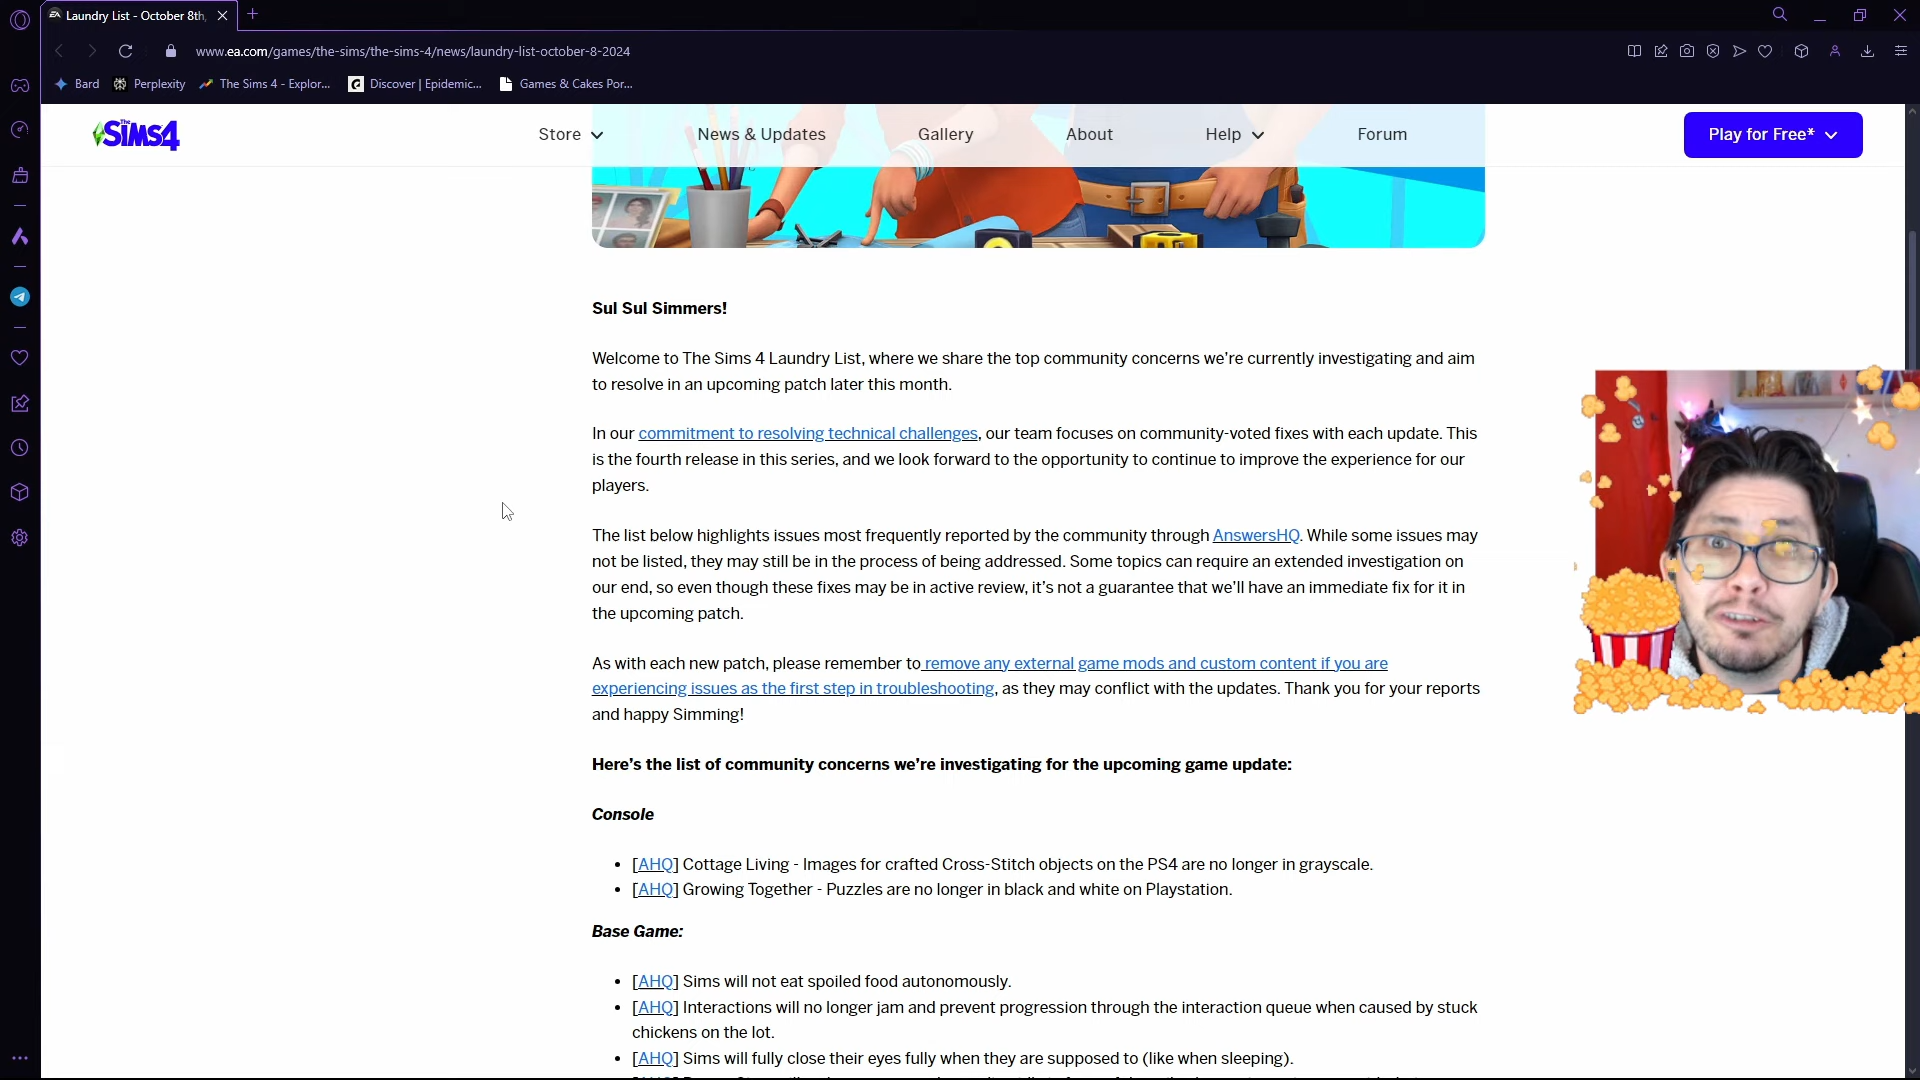 Laundry List - October 8th,
www.ea.com/games/the-sims/the-sims-4/news/laundry-list-october-8-2024
Bard
Perplexity
The Sims 4 - Explor...
Discover | Epidemic...
Games & Cakes Por...
The SiMS4
Store
News & Updates
Gallery
About
Help
Forum
Play for Free*
Sul Sul Simmers!
Welcome to The Sims 4 Laundry List, where we share the top community concerns we’re currently investigating and aim
to resolve in an upcoming patch later this month.
In our commitment to resolving technical challenges, our team focuses on community-voted fixes with each update. This
is the fourth release in this series, and we look forward to the opportunity to continue to improve the experience for our
players.
The list below highlights issues most frequently reported by the community through AnswersHQ. While some issues may
not be listed, they may still be in the process of being addressed. Some topics can require an extended investigation on
our end, so even though these fixes may be in active review, it’s not a guarantee that we’ll have an immediate fix for it in
the upcoming patch.
As with each new patch, please remember to remove any external game mods and custom content if you are
experiencing issues as the first step in troubleshooting, as they may conflict with the updates. Thank you for your reports
and happy Simming!
Here’s the list of community concerns we’re investigating for the upcoming game update:
Console
• [AHQ] Cottage Living - Images for crafted Cross-Stitch objects on the PS4 are no longer in grayscale.
• [AHQ] Growing Together - Puzzles are no longer in black and white on Playstation.
Base Game:
• [AHQ] Sims will not eat spoiled food autonomously.
• [AHQ] Interactions will no longer jam and prevent progression through the interaction queue when caused by stuck
chickens on the lot.
• [AHQ] Sims will fully close their eyes fully when they are supposed to (like when sleeping).